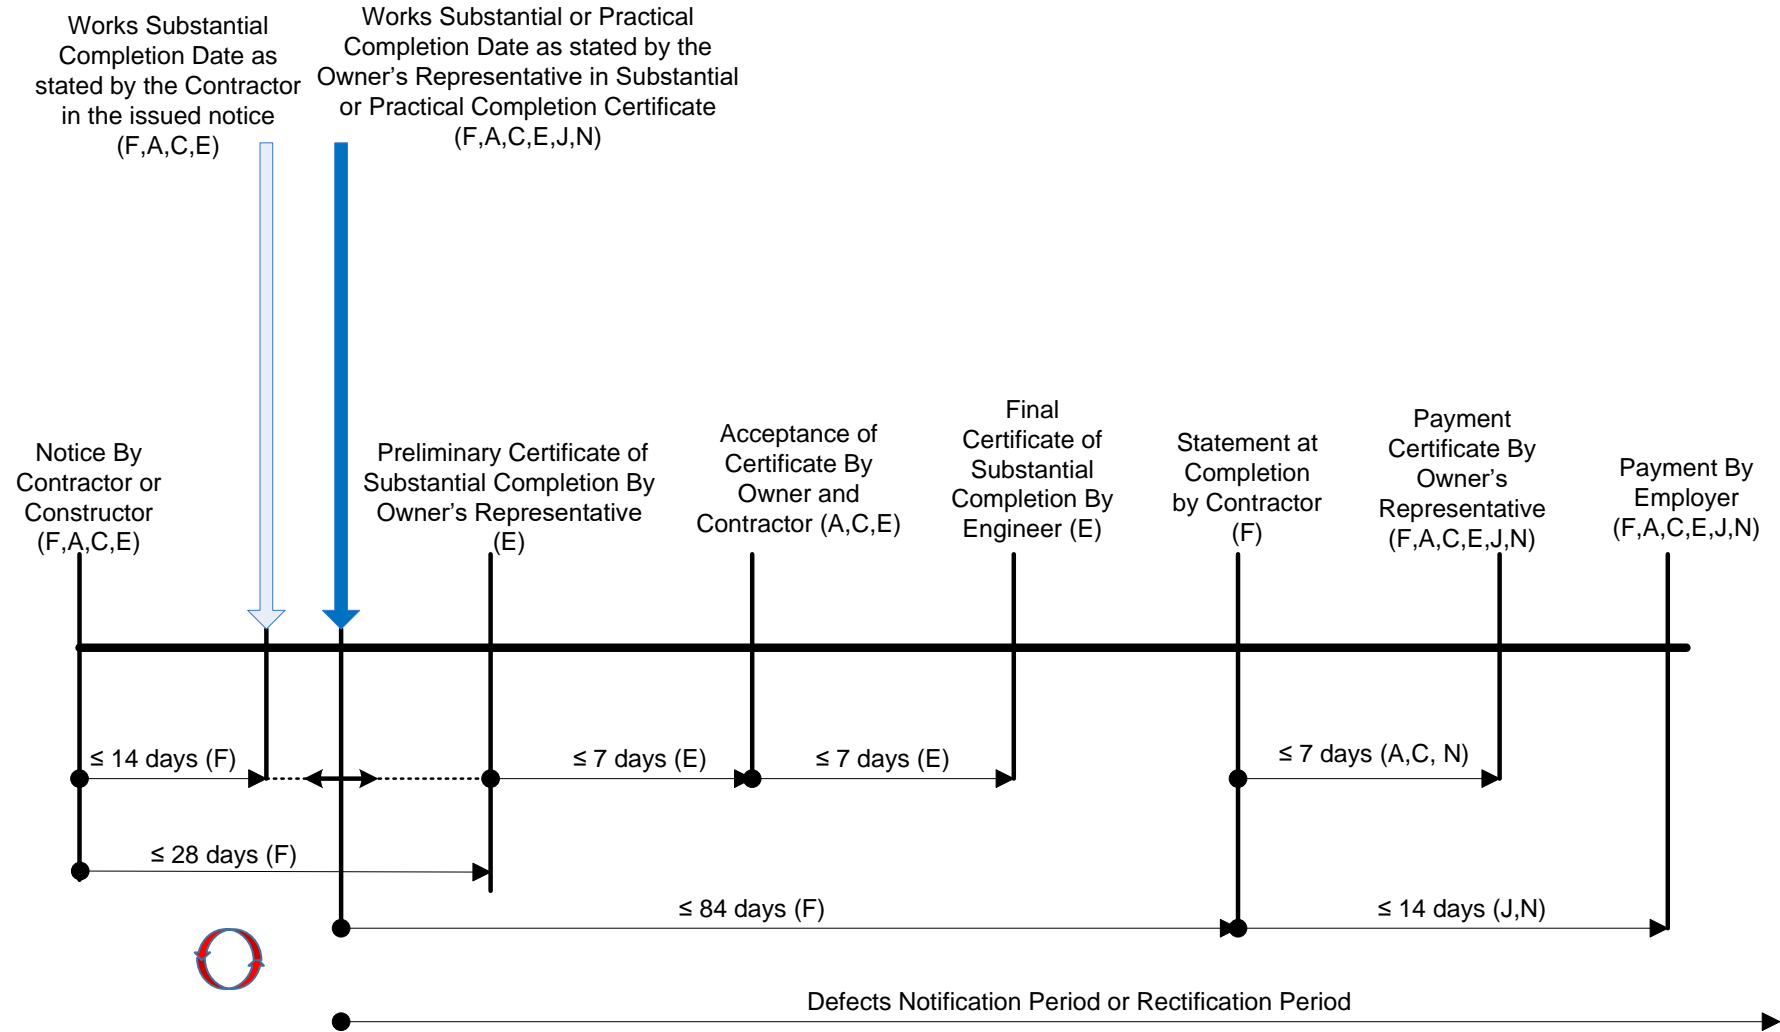 Works Substantial
Completion Date as
stated by the Contractor
in the issued notice
(F,A,C,E)
Works Substantial or Practical
Completion Date as stated by the
Owner's Representative in Substantial
or Practical Completion Certificate
(F,A,C,E,J,N)
Notice By
Contractor or
Constructor
(F,A,C,E)
Preliminary Certificate of
Substantial Completion By
Owner's Representative
(E)
Acceptance of
Certificate By
Owner and
Contractor (A,C,E)
Final
Certificate of
Substantial
Completion By
Engineer (E)
Statement at
Completion
by Contractor
(F)
Payment
Certificate By
Owner's
Representative
(F,A,C,E,J,N)
Payment By
Employer
(F,A,C,E,J,N)
≤ 14 days (F)
≤ 7 days (E)
≤ 7 days (E)
≤ 7 days (A,C, N)
≤ 28 days (F)
≤ 84 days (F)
≤ 14 days (J,N)
Defects Notification Period or Rectification Period